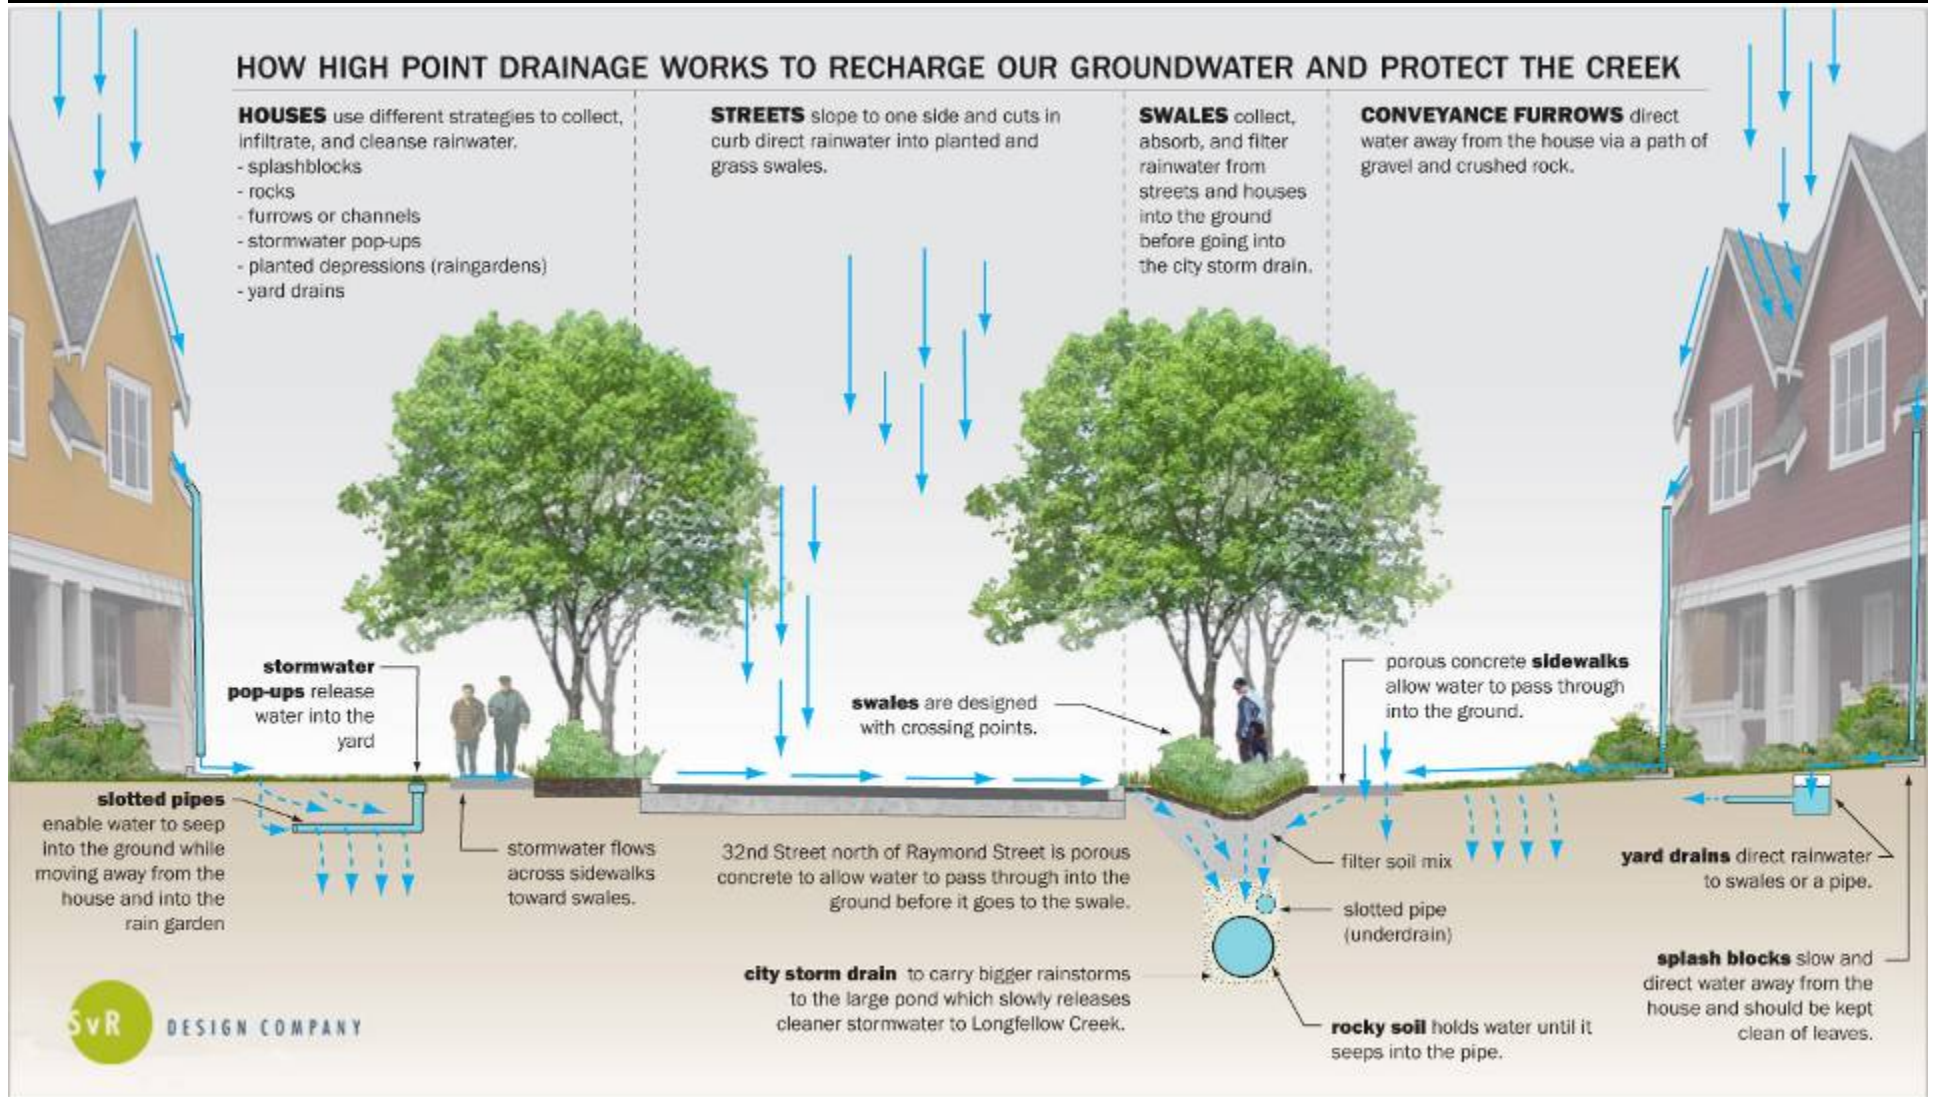 HOW HIGH POINT DRAINAGE WORKS TO RECHARGE OUR GROUNDWATER AND PROTECT THE CREEK
HOUSES use different strategies to collect,
infiltrate, and cleanse rainwater.
- splashblocks
- rocks
- furrows or channels
- stormwater pop-ups
- planted depressions (raingardens)
- yard drains
STREETS slope to one side and cuts in
curb direct rainwater into planted and
grass swales.
SWALES collect,
absorb, and filter
rainwater from
streets and houses
into the ground
before going into
the city storm drain.
CONVEYANCE FURROWS direct
water away from the house via a path of
gravel and crushed rock.
stormwater
pop-ups release
water into the
yard
swales are designed
with crossing points.
porous concrete sidewalks
allow water to pass through
into the ground.
slotted pipes
enable water to seep
into the ground while
moving away from the
house and into the
rain garden
stormwater flows
across sidewalks
toward swales.
32nd Street north of Raymond Street is porous
concrete to allow water to pass through into the
ground before it goes to the swale.
filter soil mix
slotted pipe
(underdrain)
yard drains direct rainwater
to swales or a pipe.
city storm drain to carry bigger rainstorms
to the large pond which slowly releases
cleaner stormwater to Longfellow Creek.
rocky soil holds water until it
seeps into the pipe.
splash blocks slow and
direct water away from the
house and should be kept
clean of leaves.
SvR DESIGN COMPANY